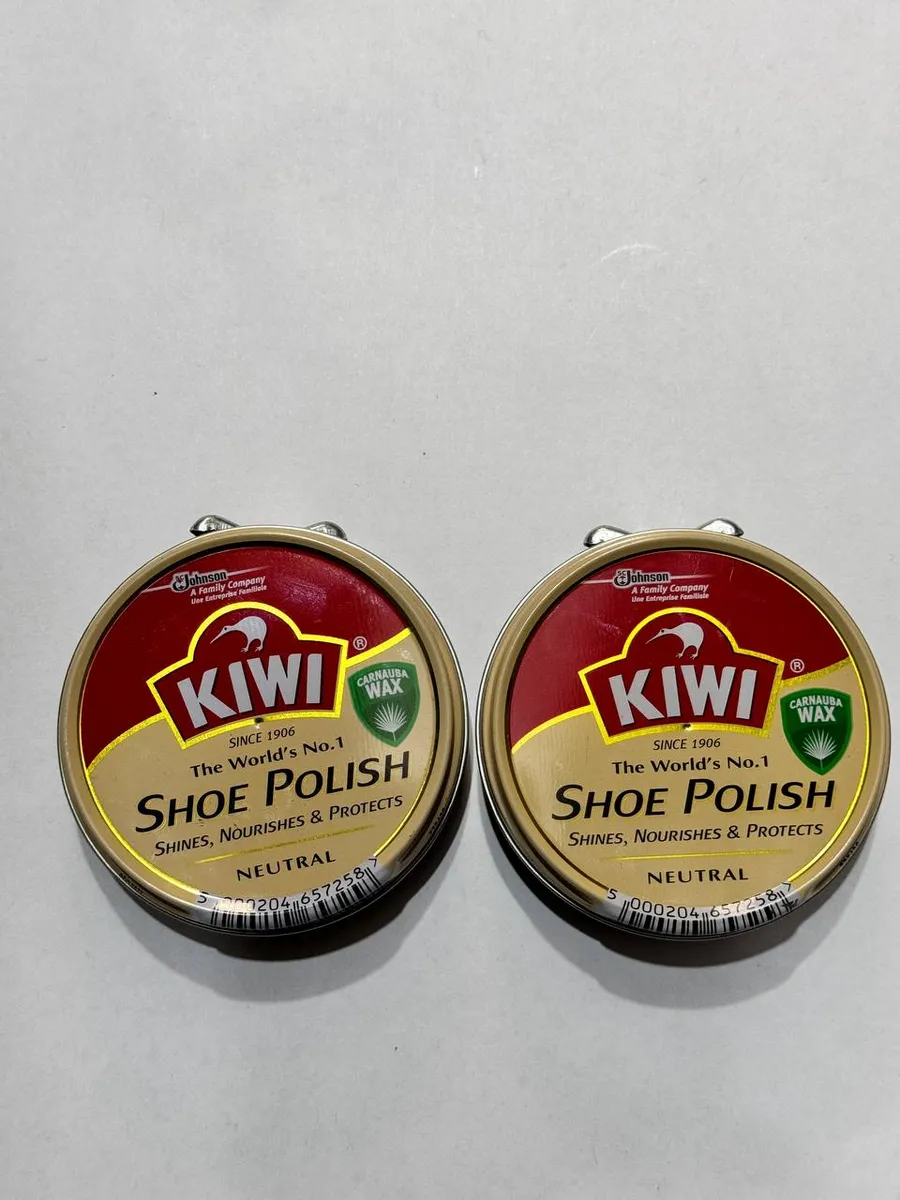 SC Johnson
A Family Company
Une Entreprise Familiale
KIWI®
CARNAUBA
WAX
SINCE 1906
The World's No.1
SHOE POLISH
SHINES, NOURISHES & PROTECTS
NEUTRAL
5 000204 657258 >
SC Johnson
A Family Company
Une Entreprise Familiale
KIWI®
CARNAUBA
WAX
SINCE 1906
The World's No.1
SHOE POLISH
SHINES, NOURISHES & PROTECTS
NEUTRAL
5 000204 657258 >